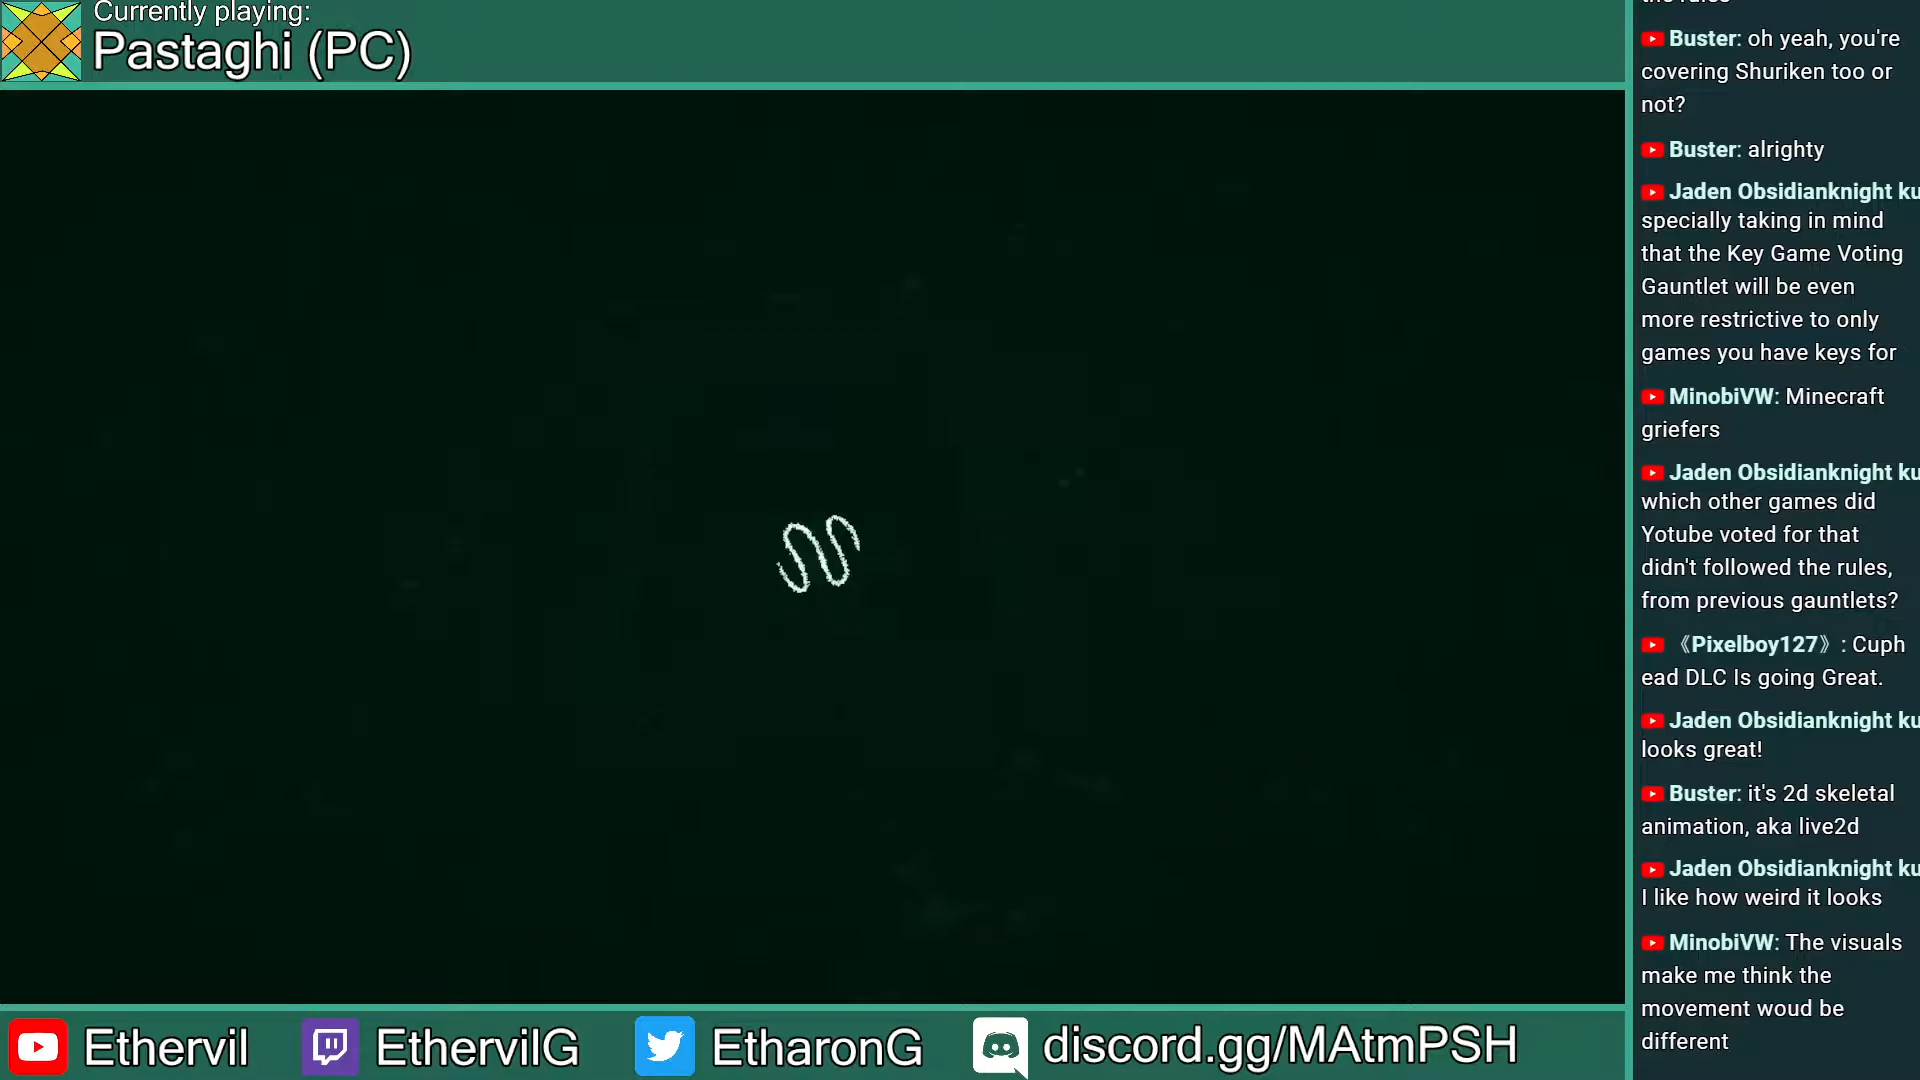 Currently playing:
Pastaghi (PC)
Buster: oh yeah, you're
covering Shuriken too or
not?
Buster: alrighty
Jaden Obsidianknight ku
specially taking in mind
that the Key Game Voting
Gauntlet will be even
more restrictive to only
games you have keys for
MinobiVW: Minecraft
griefers
Jaden Obsidianknight ku
which other games did
Yotube voted for that
didn't followed the rules,
from previous gauntlets?
《Pixelboy127》: Cuph
ead DLC Is going Great.
Jaden Obsidianknight ku
looks great!
Buster: it's 2d skeletal
animation, aka live2d
Jaden Obsidianknight ku
I like how weird it looks
MinobiVW: The visuals
make me think the
movement woud be
different
Ethervil
EthervilG
EtharonG
discord.gg/MAtmPSH